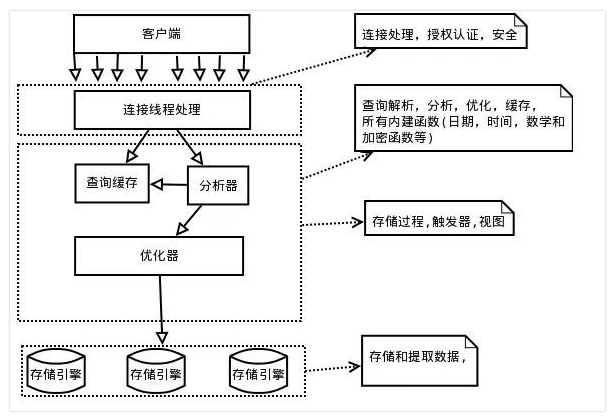 客户端
连接处理，授权认证，安全
连接线程处理
查询解析，分析，优化，缓存，
所有内建函数(日期，时间，数学和
加密函数等)
查询缓存
分析器
存储过程,触发器,视图
优化器
存储引擎
存储引擎
存储引擎
存储和提取数据，